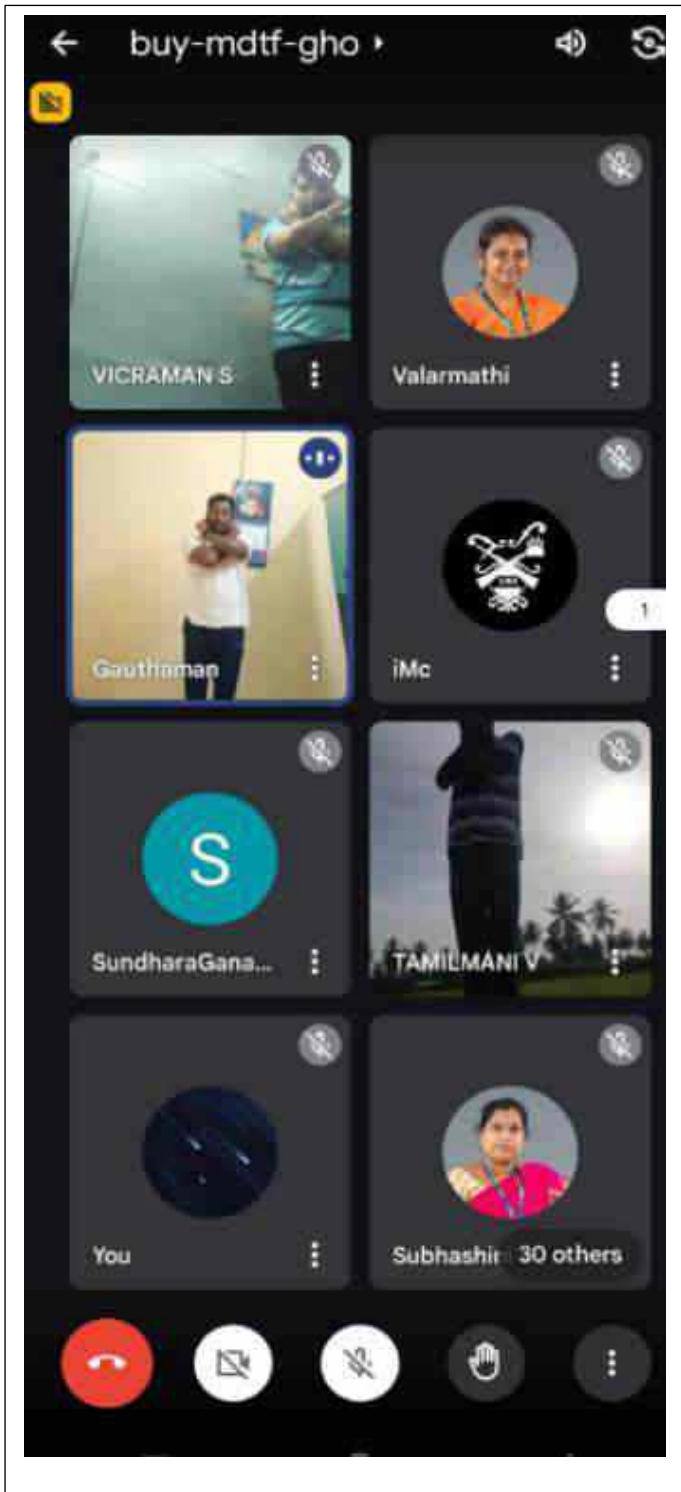 buy-mdtf-gho
VICRAMAN S
Valarmathi
Gauthaman
iMc
1
S
SundharaGana...
TAMILMANI V
You
Subhashi
30 others